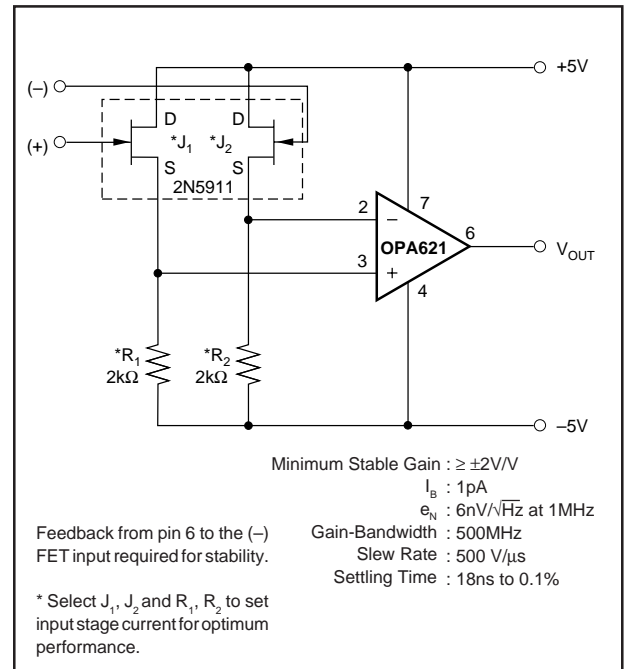 +5V
(–)
D
D
(+)
*J₁
*J₂
S
S
2N5911
2
–
7
6
OPA621
V_OUT
3
+
4
*R₁
2kΩ
*R₂
2kΩ
–5V
Minimum Stable Gain : ≥ ±2V/V
I_B : 1pA
e_N : 6nV/√Hz at 1MHz
Gain-Bandwidth : 500MHz
Slew Rate : 500 V/µs
Settling Time : 18ns to 0.1%
Feedback from pin 6 to the (–)
FET input required for stability.
* Select J₁, J₂ and R₁, R₂ to set
input stage current for optimum
performance.